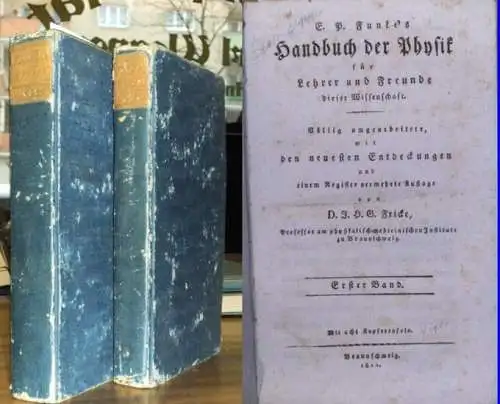 C. P. Funke's
Handbuch der Physik
für
Lehrer und Freunde
dieser Wissenschaft.
Völlig umgearbeitete,
mit
den neuesten Entdeckungen
und
einem Register vermehrte Auflage
von
D. J. H. G. Fricke,
Professor am physikalisch-medicinischen Institute
zu Braunschweig.
Erster Band.
Mit acht Kupfertafeln.
Braunschweig,